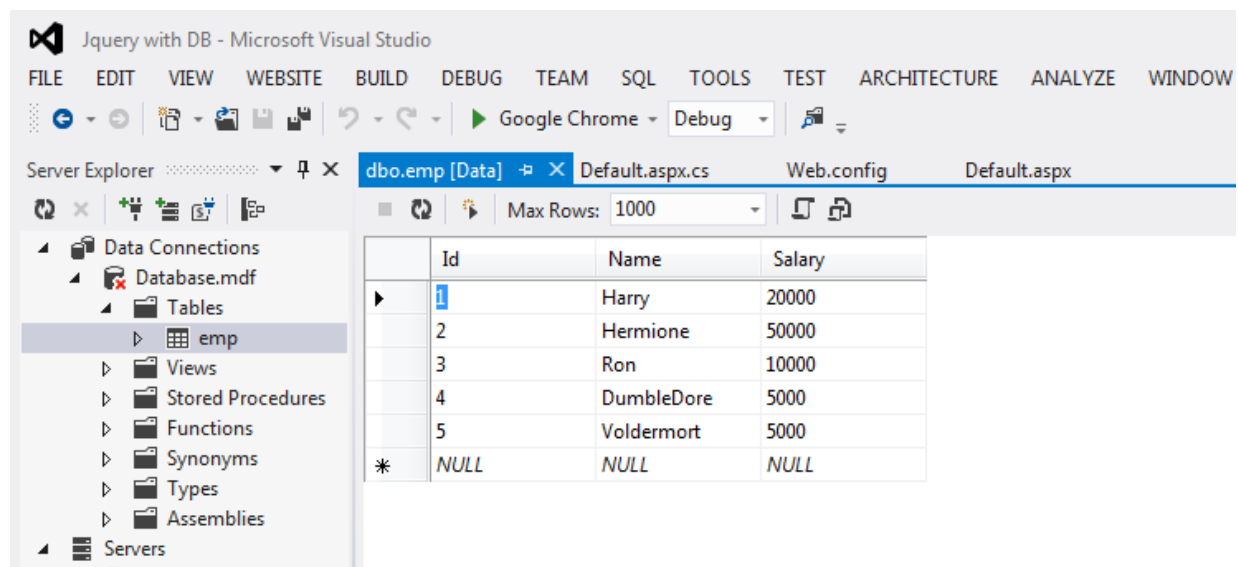 Jquery with DB - Microsoft Visual Studio
FILE EDIT VIEW WEBSITE BUILD DEBUG TEAM SQL TOOLS TEST ARCHITECTURE ANALYZE WINDOW
Google Chrome Debug
Server Explorer
dbo.emp [Data] Default.aspx.cs Web.config Default.aspx
Max Rows: 1000
Data Connections
Database.mdf
Tables
emp
Views
Stored Procedures
Functions
Synonyms
Types
Assemblies
Servers
Id Name Salary
1 Harry 20000
2 Hermione 50000
3 Ron 10000
4 DumbleDore 5000
5 Voldermort 5000
NULL NULL NULL